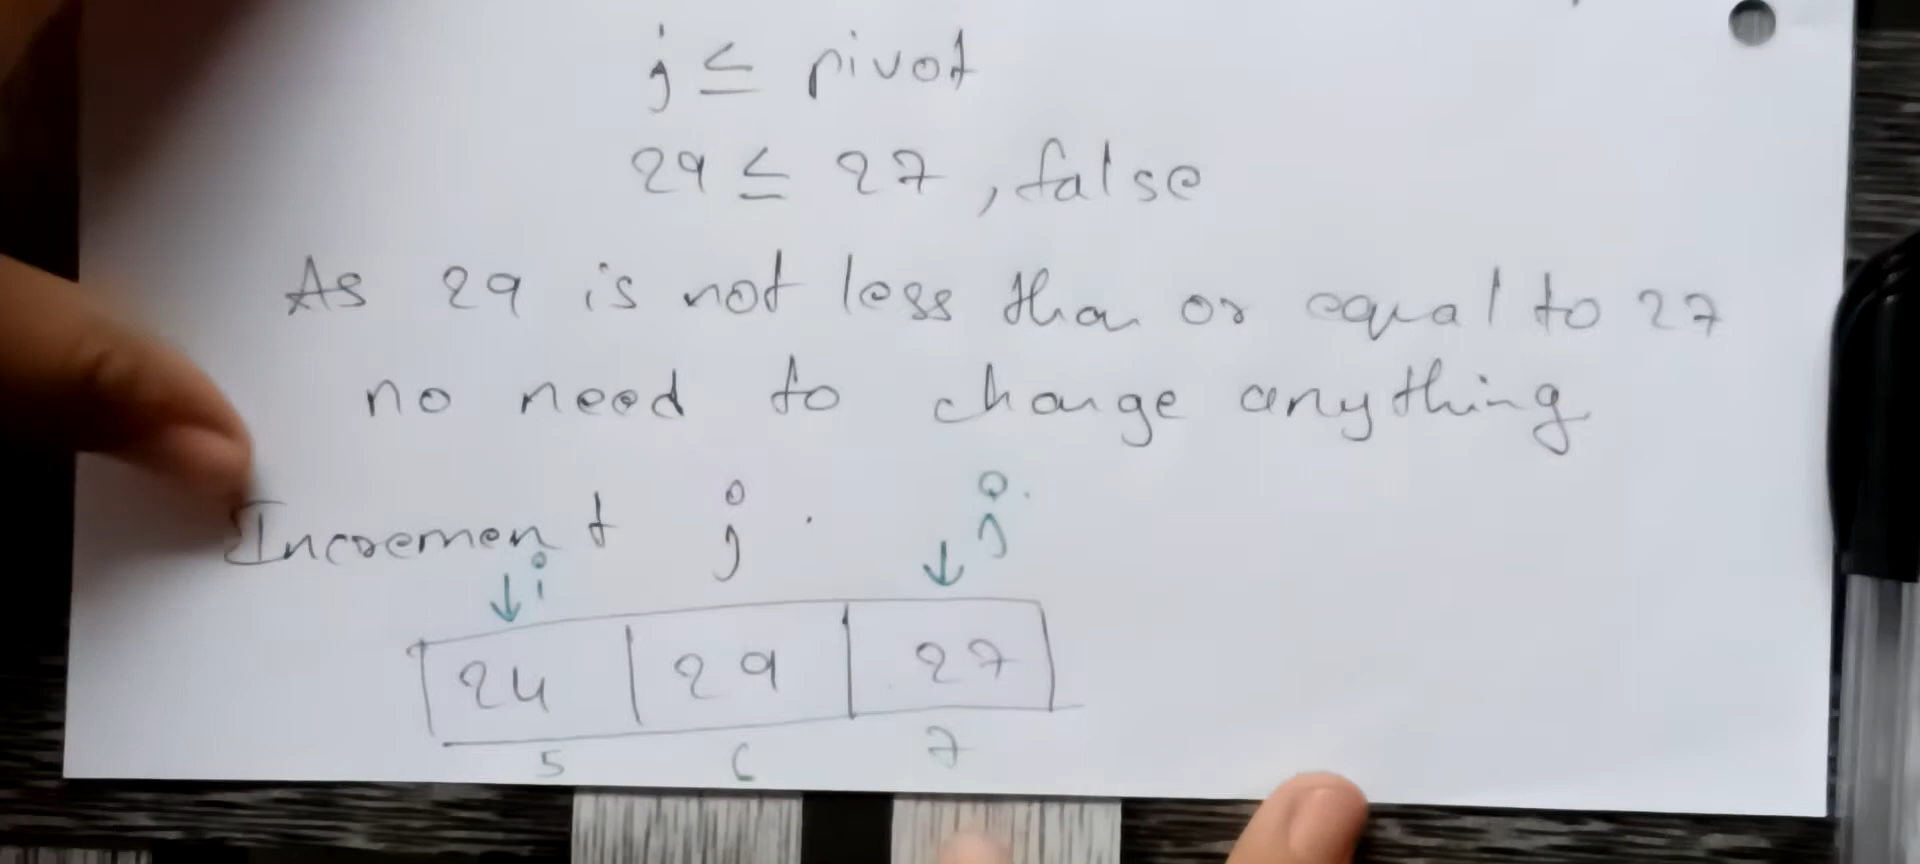 j ≤ pivot
29 ≤ 27, false
As 29 is not less than or equal to 27
no need to change anything
Increment j.
i j
24 29 27
5 6 7